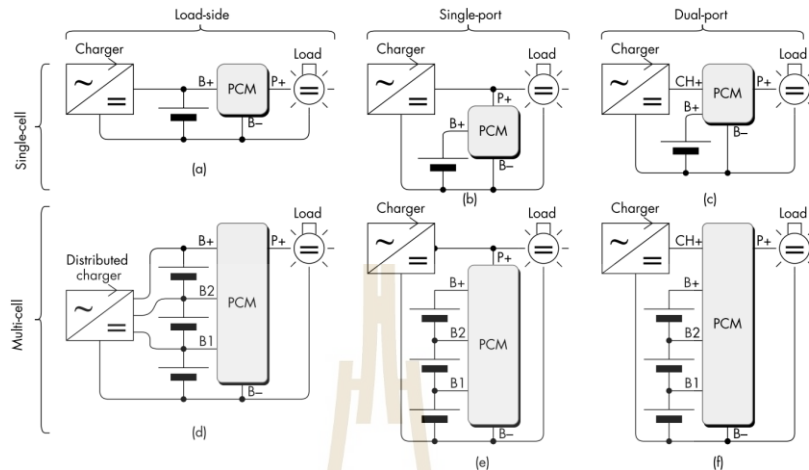 Load-side
Single-port
Dual-port
Single-cell
Charger
B+
PCM
P+
Load
B−
(a)
Charger
P+
Load
B+
PCM
B−
(b)
Charger
CH+
B+
PCM
P+
Load
B−
(c)
Multi-cell
Distributed
charger
B+
B2
B1
PCM
P+
Load
B−
(d)
Charger
Load
P+
B+
B2
B1
PCM
B−
(e)
Charger
CH+
P+
Load
B+
B2
B1
PCM
B−
(f)